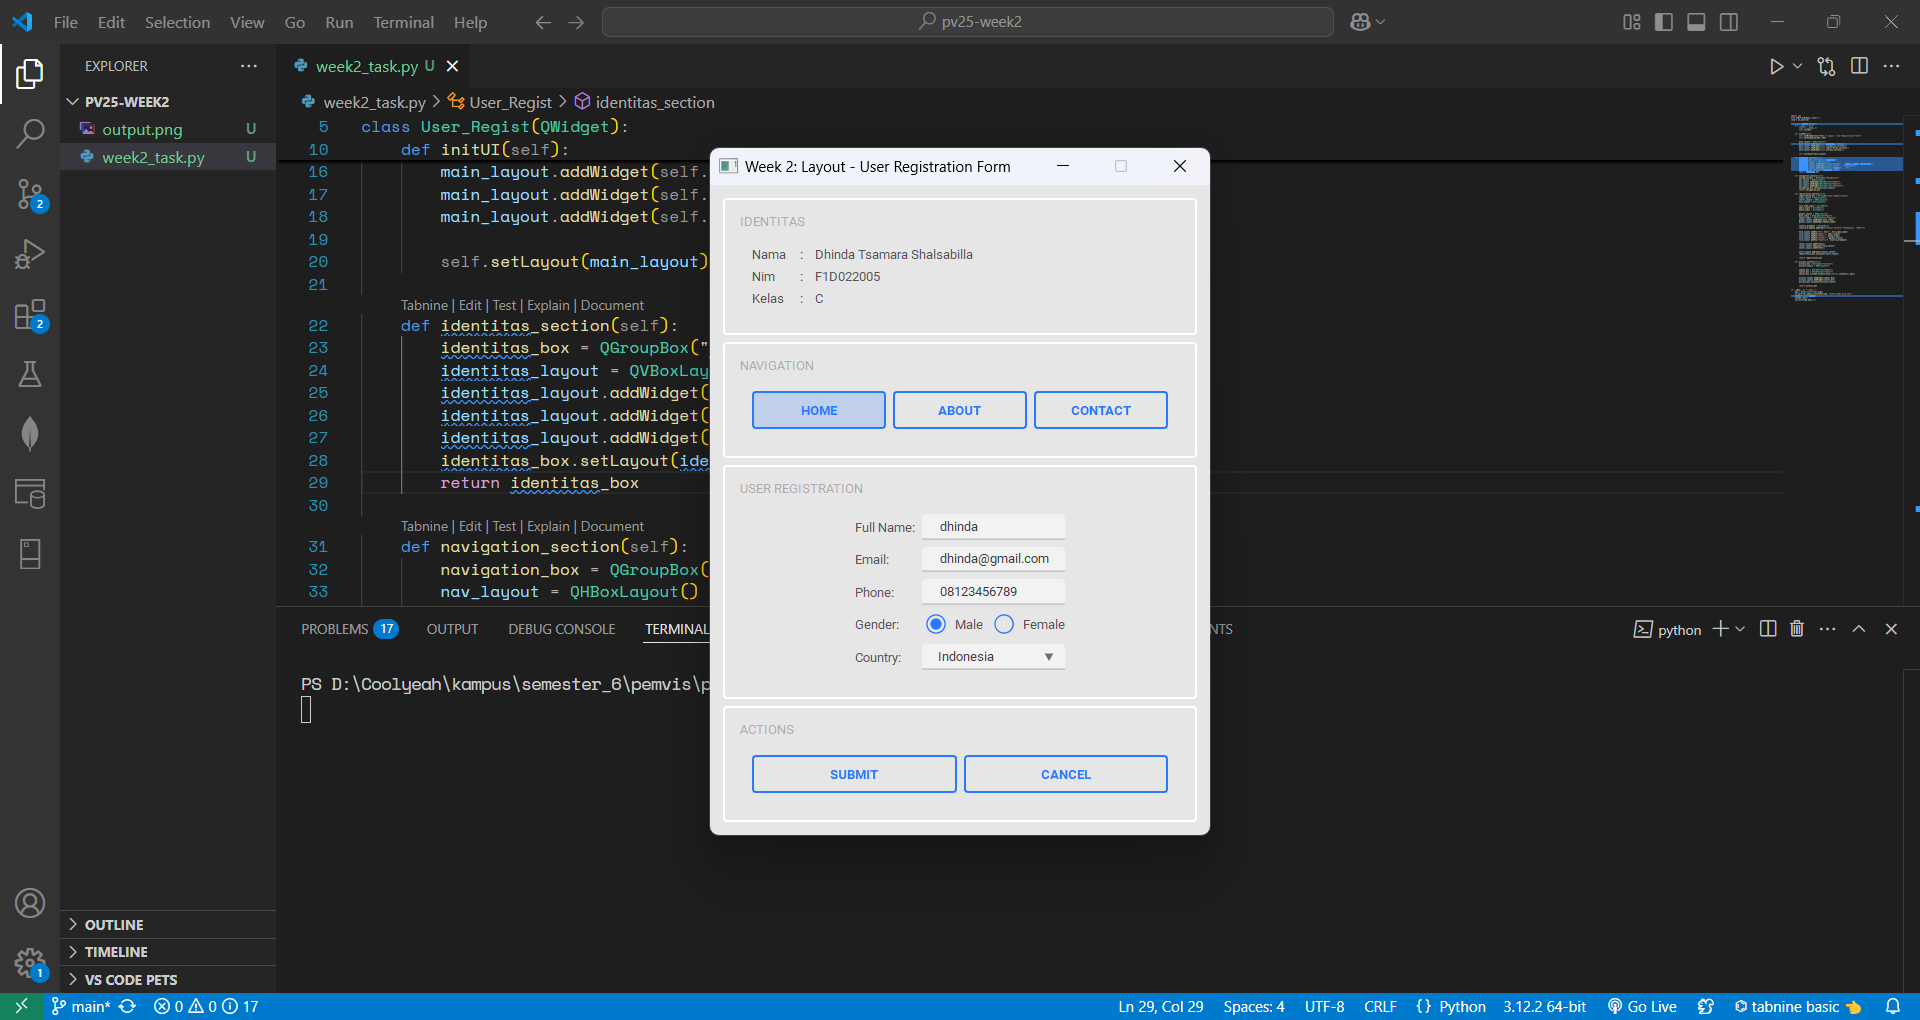 File Edit Selection View Go Run Terminal Help
pv25-week2
EXPLORER
PV25-WEEK2
output.png U
week2_task.py U
OUTLINE
TIMELINE
VS CODE PETS
2
2
1
week2_task.py U
week2_task.py > User_Regist > identitas_section
5 class User_Regist(QWidget):
10 def initUI(self):
16 main_layout.addWidget(self.
17 main_layout.addWidget(self.
18 main_layout.addWidget(self.
19
20 self.setLayout(main_layout)
21
Tabnine | Edit | Test | Explain | Document
22 def identitas_section(self):
23 identitas_box = QGroupBox("
24 identitas_layout = QVBoxLay
25 identitas_layout.addWidget(
26 identitas_layout.addWidget(
27 identitas_layout.addWidget(
28 identitas_box.setLayout(ide
29 return identitas_box
30
Tabnine | Edit | Test | Explain | Document
31 def navigation_section(self):
32 navigation_box = QGroupBox(
33 nav_layout = QHBoxLayout()
Week 2: Layout - User Registration Form
IDENTITAS
Nama : Dhinda Tsamara Shalsabilla
Nim : F1D022005
Kelas : C
NAVIGATION
HOME ABOUT CONTACT
USER REGISTRATION
Full Name: dhinda
Email: dhinda@gmail.com
Phone: 08123456789
Gender: Male Female
Country: Indonesia
ACTIONS
SUBMIT CANCEL
PROBLEMS 17 OUTPUT DEBUG CONSOLE TERMINAL NTS
python
PS D:\Coolyeah\kampus\semester_6\pemvis\p
main* 0 0 17
Ln 29, Col 29 Spaces: 4 UTF-8 CRLF {} Python 3.12.2 64-bit Go Live tabnine basic